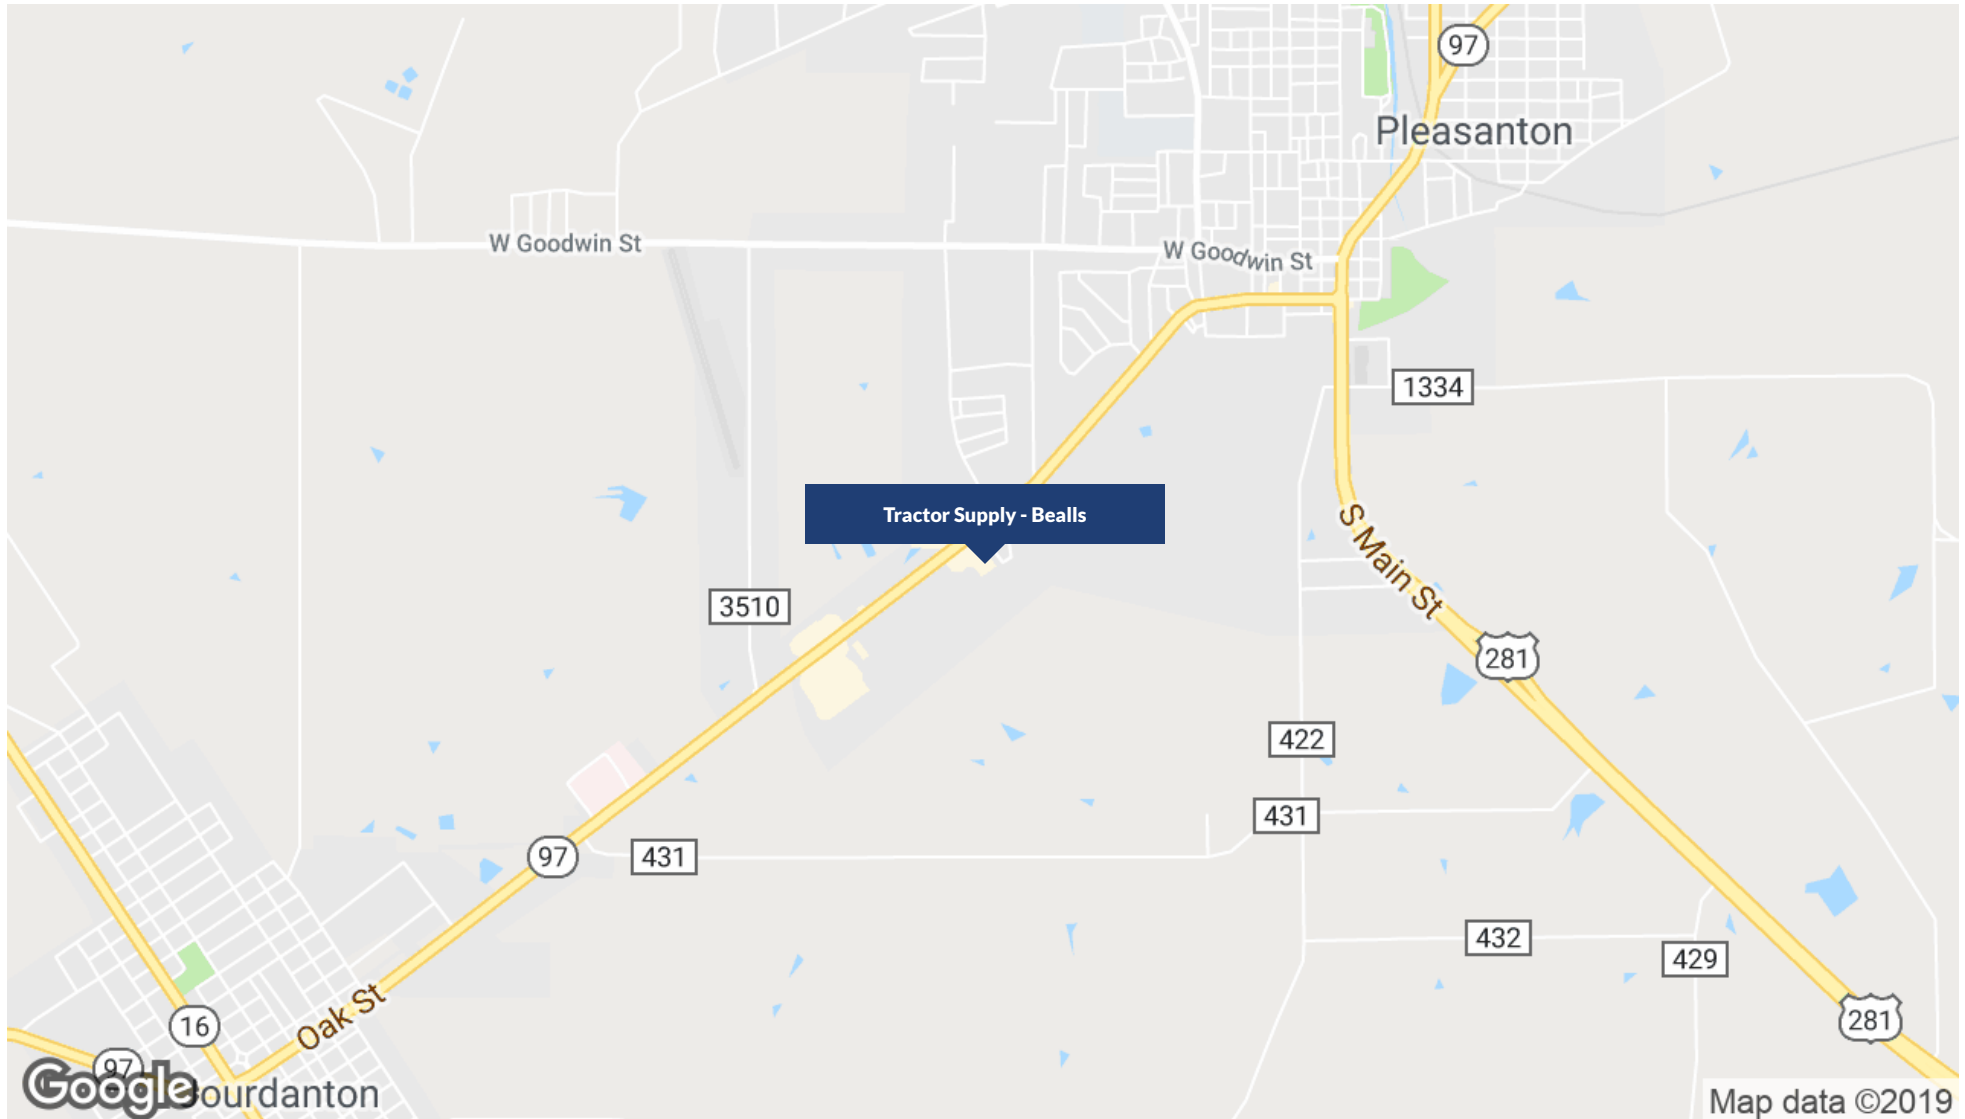 97
Pleasanton
W Goodwin St
W Goodwin St
1334
Tractor Supply - Bealls
S Main St
3510
281
422
431
97
431
432
429
16
Oak St
281
97
Google
Jourdanton
Map data ©2019